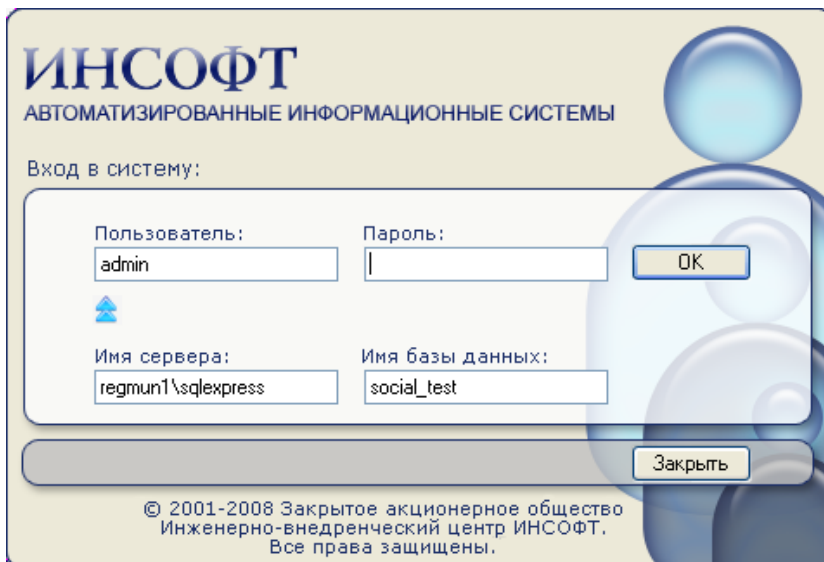 ИНСОФТ
АВТОМАТИЗИРОВАННЫЕ ИНФОРМАЦИОННЫЕ СИСТЕМЫ
Вход в систему:
Пользователь: Пароль:
admin OK
Имя сервера: Имя базы данных:
regmun1\sqlexpress social_test
Закрыть
© 2001-2008 Закрытое акционерное общество
Инженерно-внедренческий центр ИНСОФТ.
Все права защищены.